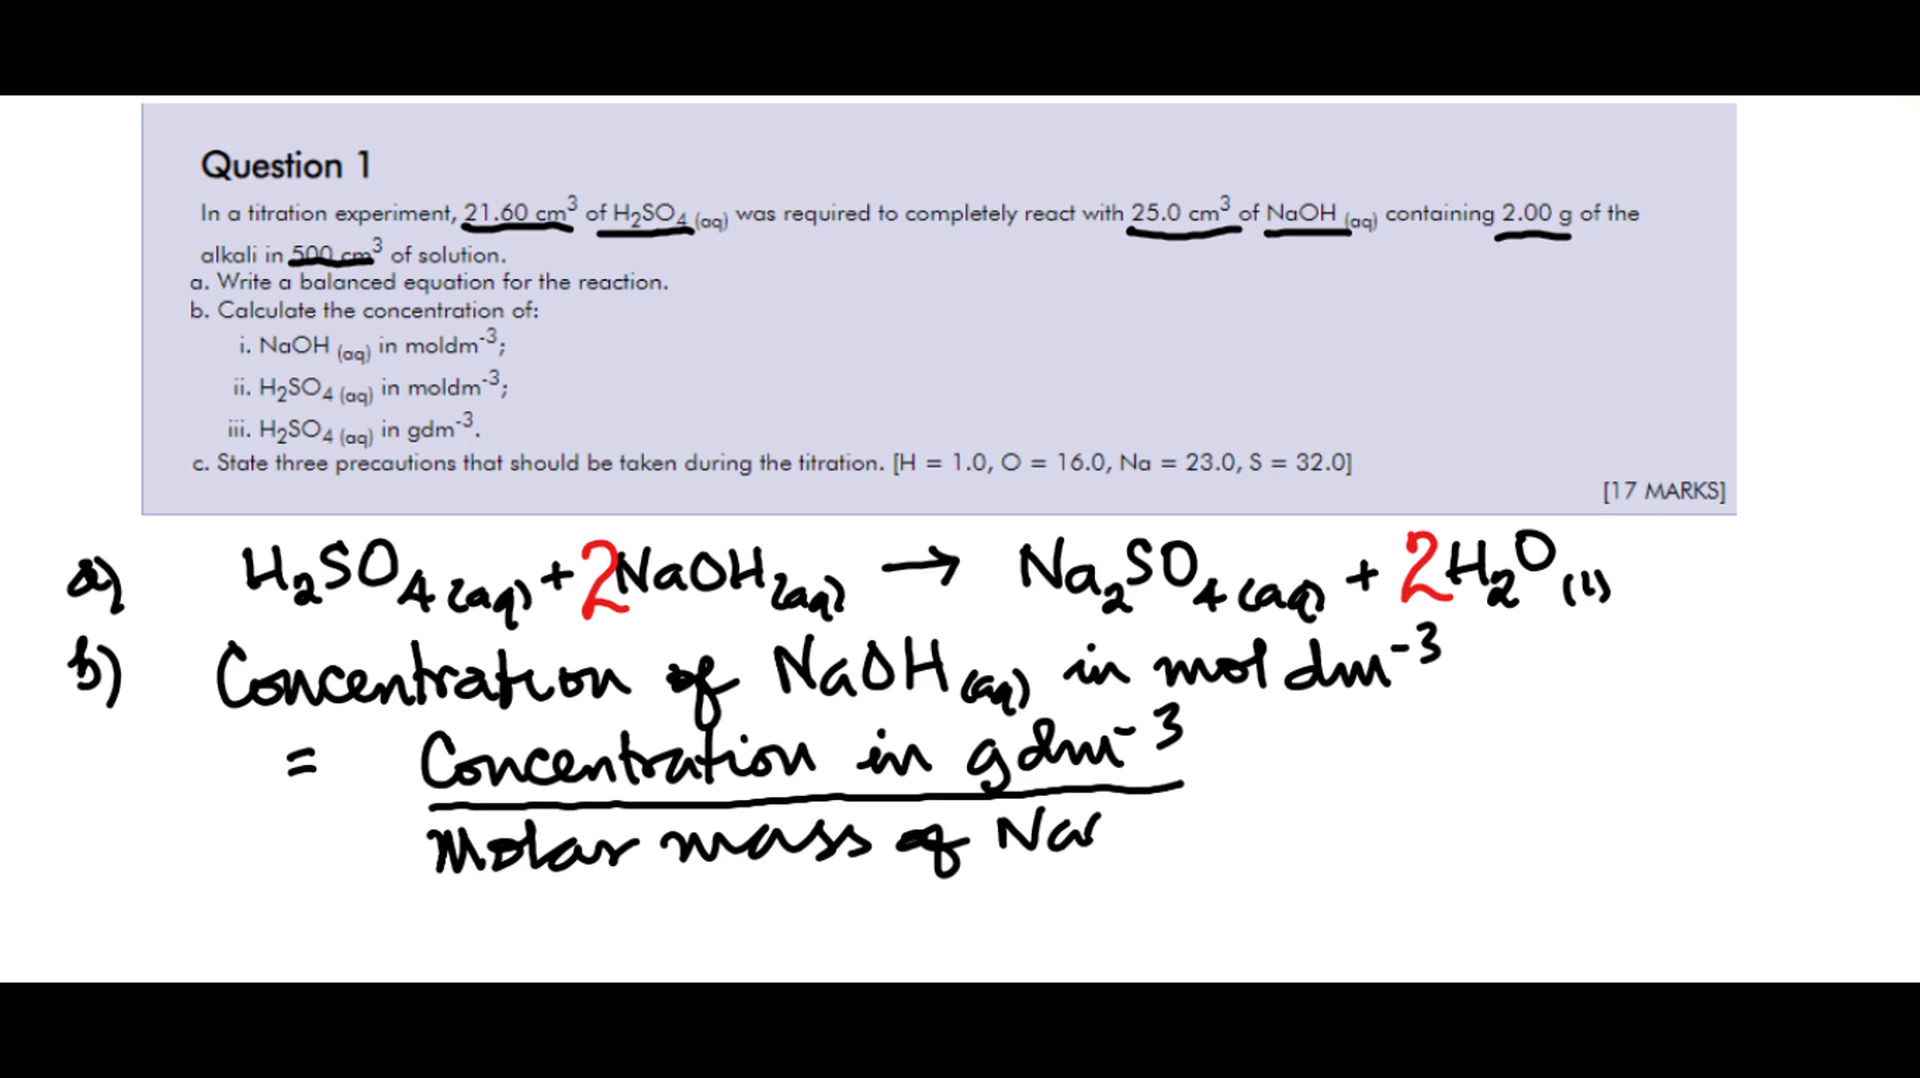 Question 1
In a titration experiment, 21.60 cm³ of H₂SO₄ (aq) was required to completely react with 25.0 cm³ of NaOH (aq) containing 2.00 g of the
alkali in 500 cm³ of solution.
a. Write a balanced equation for the reaction.
b. Calculate the concentration of:
i. NaOH (aq) in moldm⁻³;
ii. H₂SO₄ (aq) in moldm⁻³;
iii. H₂SO₄ (aq) in gdm⁻³.
c. State three precautions that should be taken during the titration. [H = 1.0, O = 16.0, Na = 23.0, S = 32.0]
[17 MARKS]
a) H₂SO₄ (aq) + 2NaOH (aq) → Na₂SO₄ (aq) + 2H₂O (l)
b) Concentration of NaOH (aq) in mol dm⁻³
= Concentration in gdm⁻³
Molar mass of Na